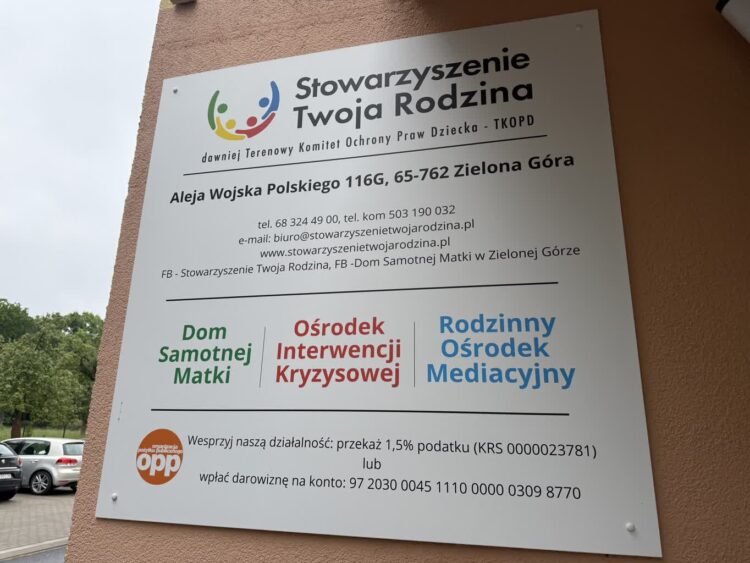 Stowarzyszenie
Twoja Rodzina
dawniej Terenowy Komitet Ochrony Praw Dziecka - TKOPD
Aleja Wojska Polskiego 116G, 65-762 Zielona Góra
tel. 68 324 49 00, tel. kom 503 190 032
e-mail: biuro@stowarzyszenietwojarodzina.pl
www.stowarzyszenietwojarodzina.pl
FB - Stowarzyszenie Twoja Rodzina, FB -Dom Samotnej Matki w Zielonej Górze
Dom
Samotnej
Matki
Ośrodek
Interwencji
Kryzysowej
Rodzinny
Ośrodek
Mediacyjny
organizacja
pożytku publicznego
opp
Wesprzyj naszą działalność: przekaż 1,5% podatku (KRS 0000023781)
lub
wpłać darowiznę na konto: 97 2030 0045 1110 0000 0309 8770